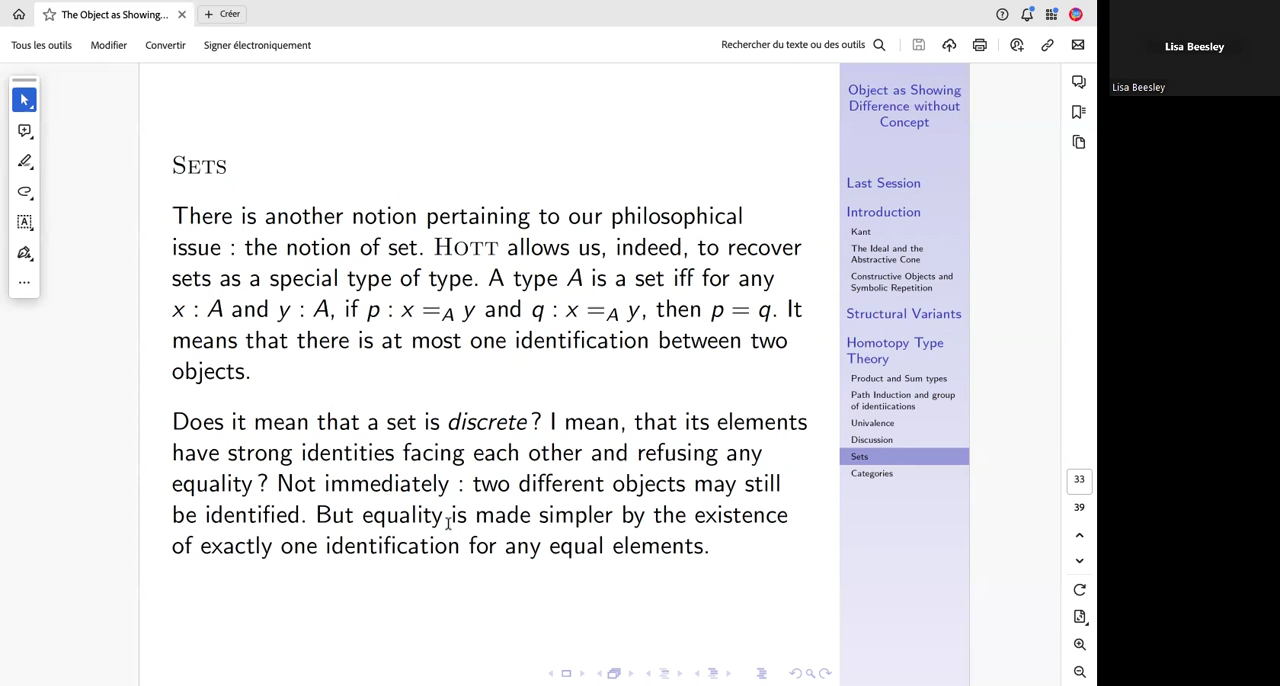 The Object as Showing...
Créer
Tous les outils
Modifier
Convertir
Signer électroniquement
Rechercher du texte ou des outils
Lisa Beesley
Lisa Beesley
SETS
There is another notion pertaining to our philosophical
issue : the notion of set. HOTT allows us, indeed, to recover
sets as a special type of type. A type A is a set iff for any
x : A and y : A, if p : x =A y and q : x =A y, then p = q. It
means that there is at most one identification between two
objects.
Does it mean that a set is discrete ? I mean, that its elements
have strong identities facing each other and refusing any
equality ? Not immediately : two different objects may still
be identified. But equality is made simpler by the existence
of exactly one identification for any equal elements.
Object as Showing
Difference without
Concept
Last Session
Introduction
Kant
The Ideal and the
Abstractive Cone
Constructive Objects and
Symbolic Repetition
Structural Variants
Homotopy Type
Theory
Product and Sum types
Path Induction and group
of identiications
Univalence
Discussion
Sets
Categories
33
39